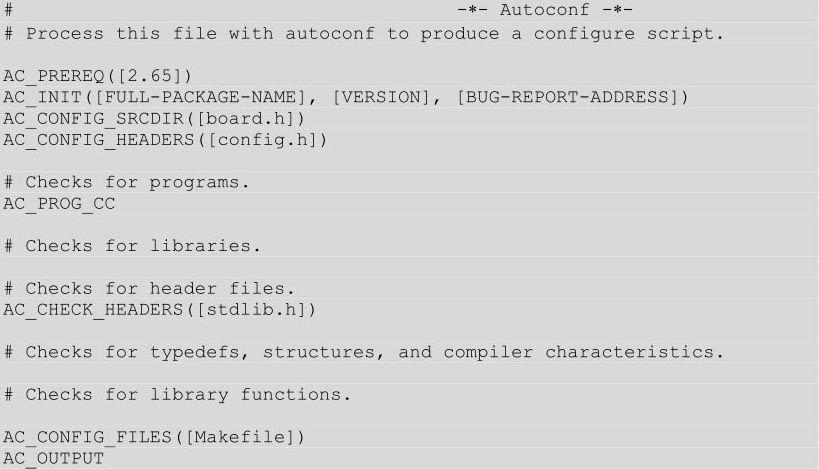 #                                          -*- Autoconf -*-
# Process this file with autoconf to produce a configure script.

AC_PREREQ([2.65])
AC_INIT([FULL-PACKAGE-NAME], [VERSION], [BUG-REPORT-ADDRESS])
AC_CONFIG_SRCDIR([board.h])
AC_CONFIG_HEADERS([config.h])

# Checks for programs.
AC_PROG_CC

# Checks for libraries.

# Checks for header files.
AC_CHECK_HEADERS([stdlib.h])

# Checks for typedefs, structures, and compiler characteristics.

# Checks for library functions.

AC_CONFIG_FILES([Makefile])
AC_OUTPUT